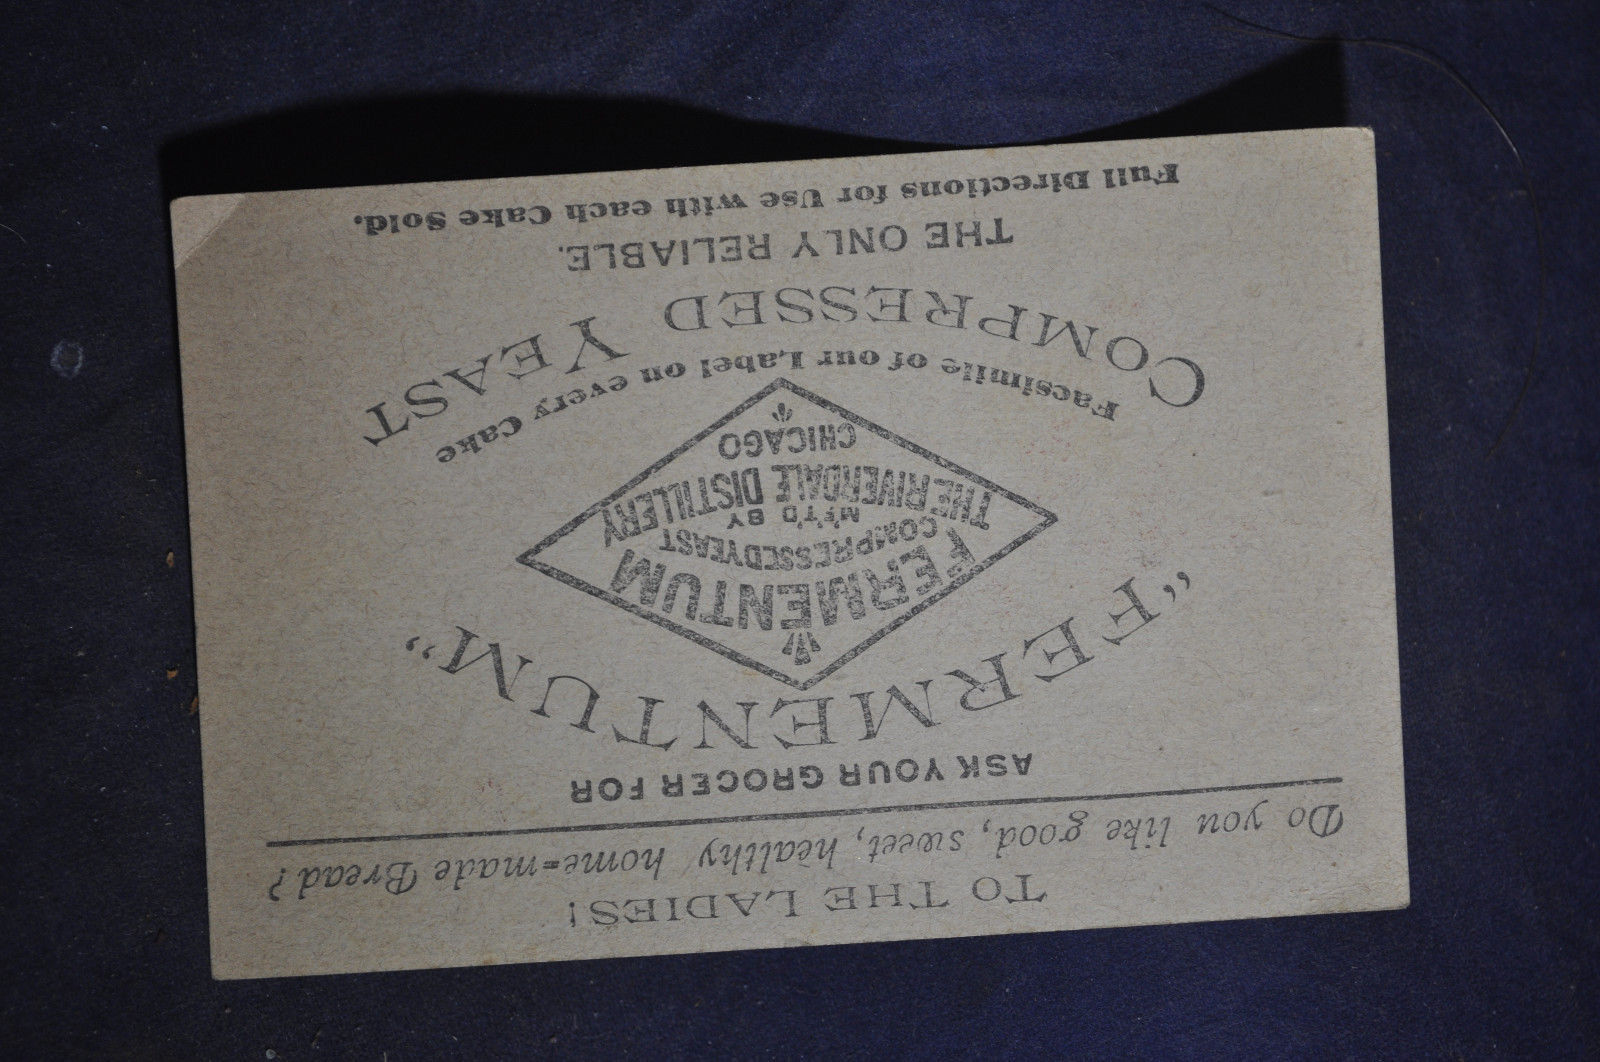 TO THE LADIES!
Do you like good, sweet, healthy home=made Bread?
ASK YOUR GROCER FOR
"FERMENTUM"
FERMENTUM
COMPRESSED YEAST
M'F'T'D BY
THE RIVERDALE DISTILLERY
CHICAGO
Facsimile of our Label on every Cake
COMPRESSED YEAST
THE ONLY RELIABLE.
Full Directions for Use with each Cake Sold.